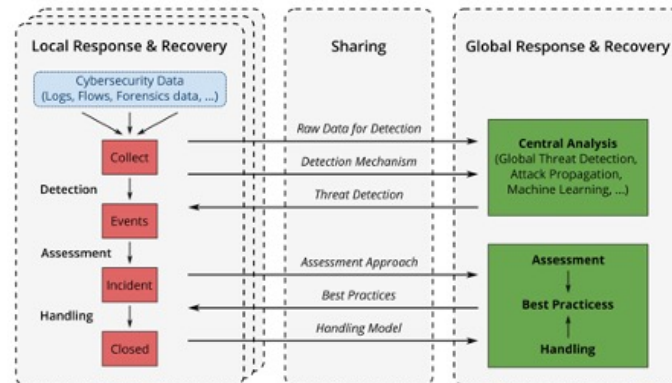 Local Response & Recovery
Cybersecurity Data
(Logs, Flows, Forensics data, ...)
Collect
Detection
Events
Assessment
Incident
Handling
Closed
Sharing
Raw Data for Detection
Detection Mechanism
Threat Detection
Assessment Approach
Best Practices
Handling Model
Global Response & Recovery
Central Analysis
(Global Threat Detection,
Attack Propagation,
Machine Learning, ...)
Assessment
Best Practicess
Handling